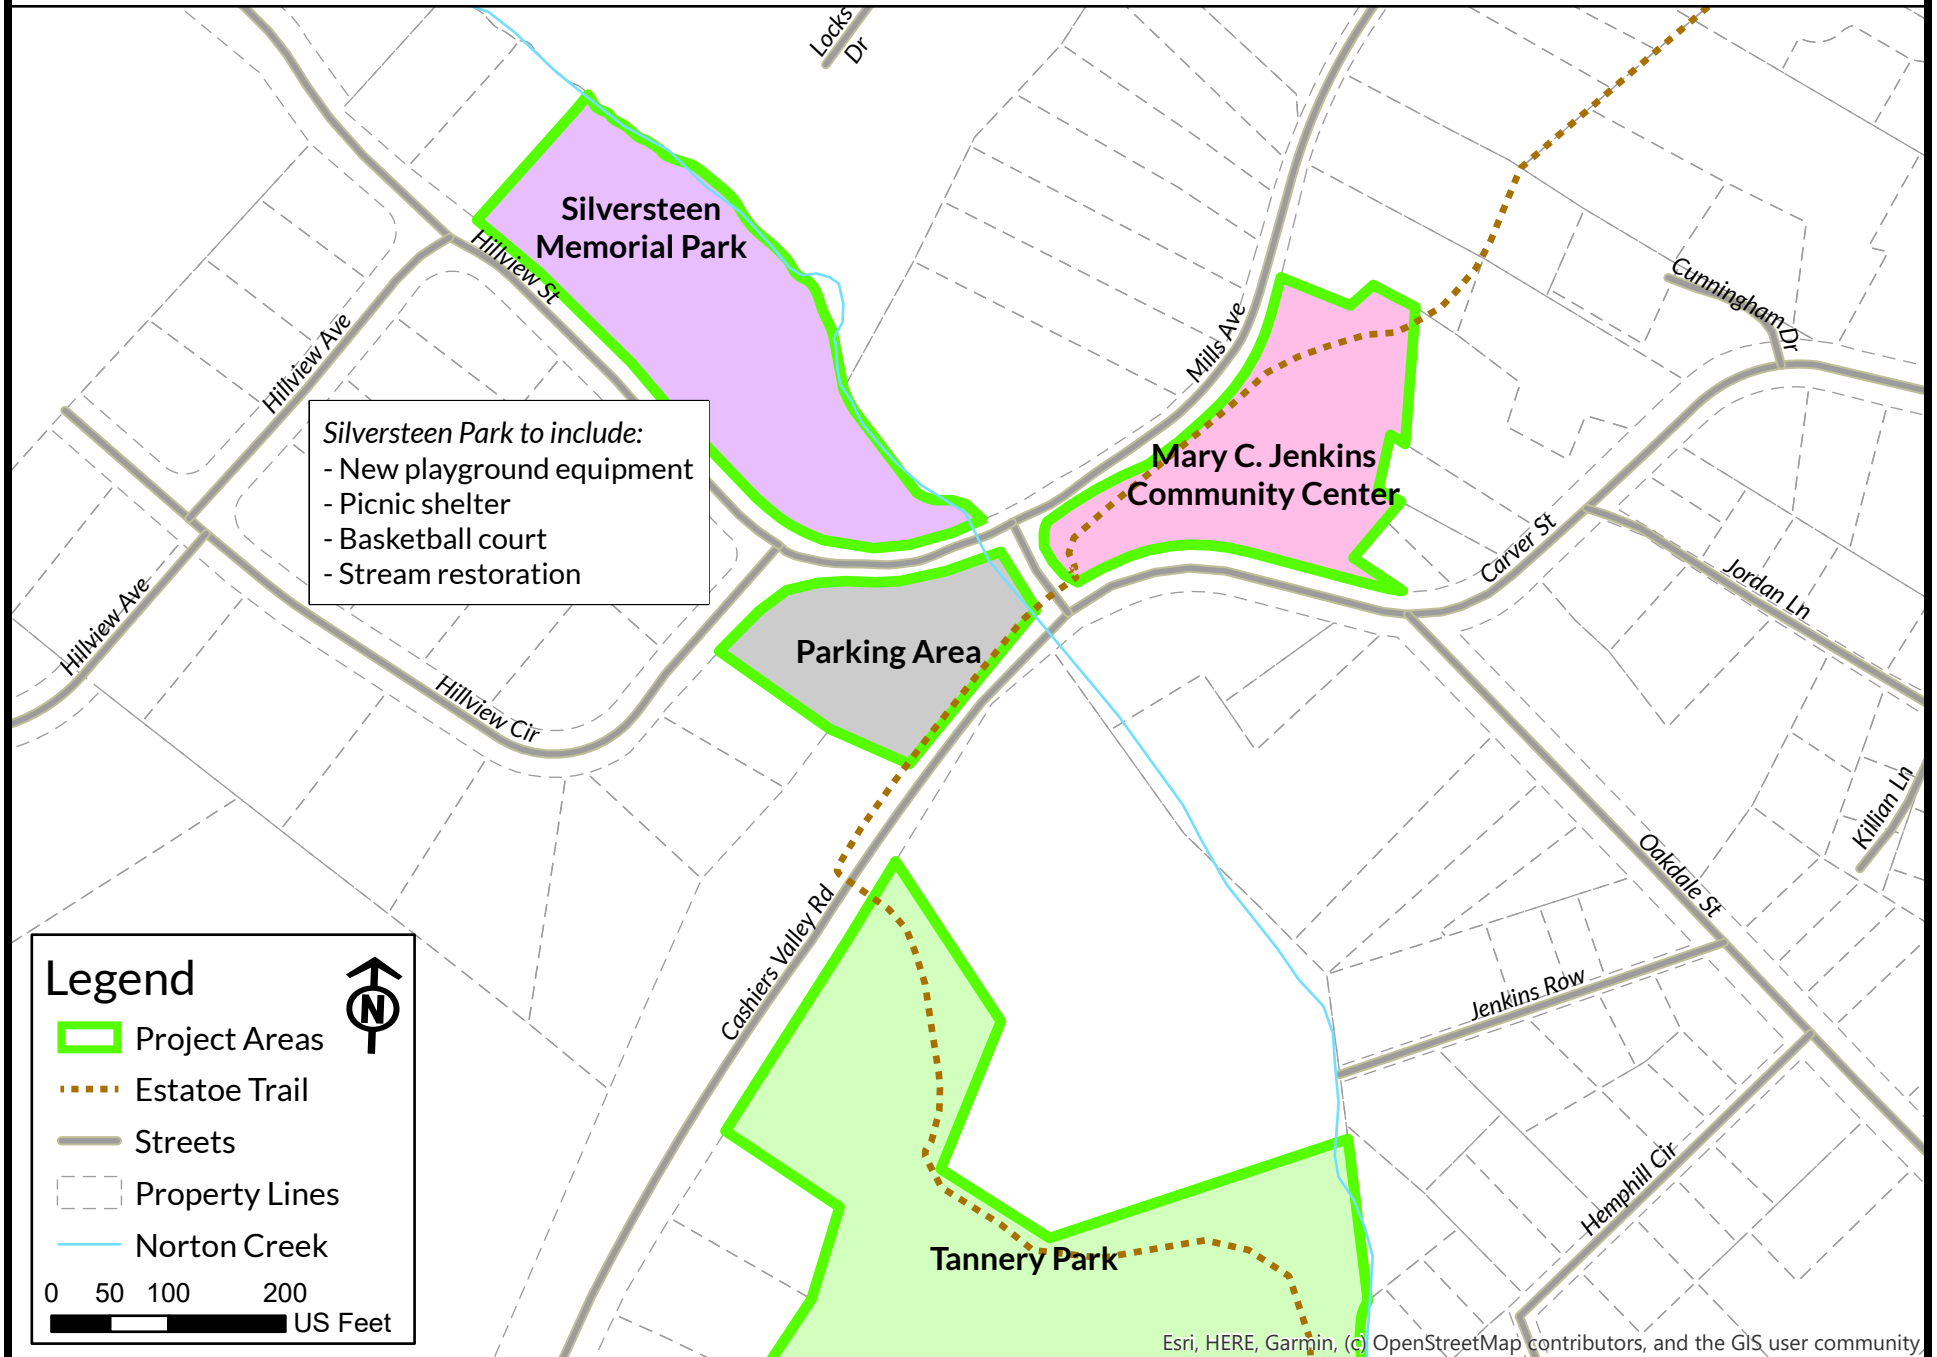 Locks
Dr
Silversteen
Memorial Park
Hillview St
Cunningham Dr
Mills Ave
Hillview Ave
Silversteen Park to include:
- New playground equipment
- Picnic shelter
- Basketball court
- Stream restoration
Mary C. Jenkins
Community Center
Carver St
Jordan Ln
Hillview Ave
Parking Area
Hillview Cir
Killian Ln
Oakdale St
Cashiers Valley Rd
Jenkins Row
Hemphill Cir
Tannery Park
Legend
N
Project Areas
Estatoe Trail
Streets
Property Lines
Norton Creek
0 50 100 200
US Feet
Esri, HERE, Garmin, (c) OpenStreetMap contributors, and the GIS user community